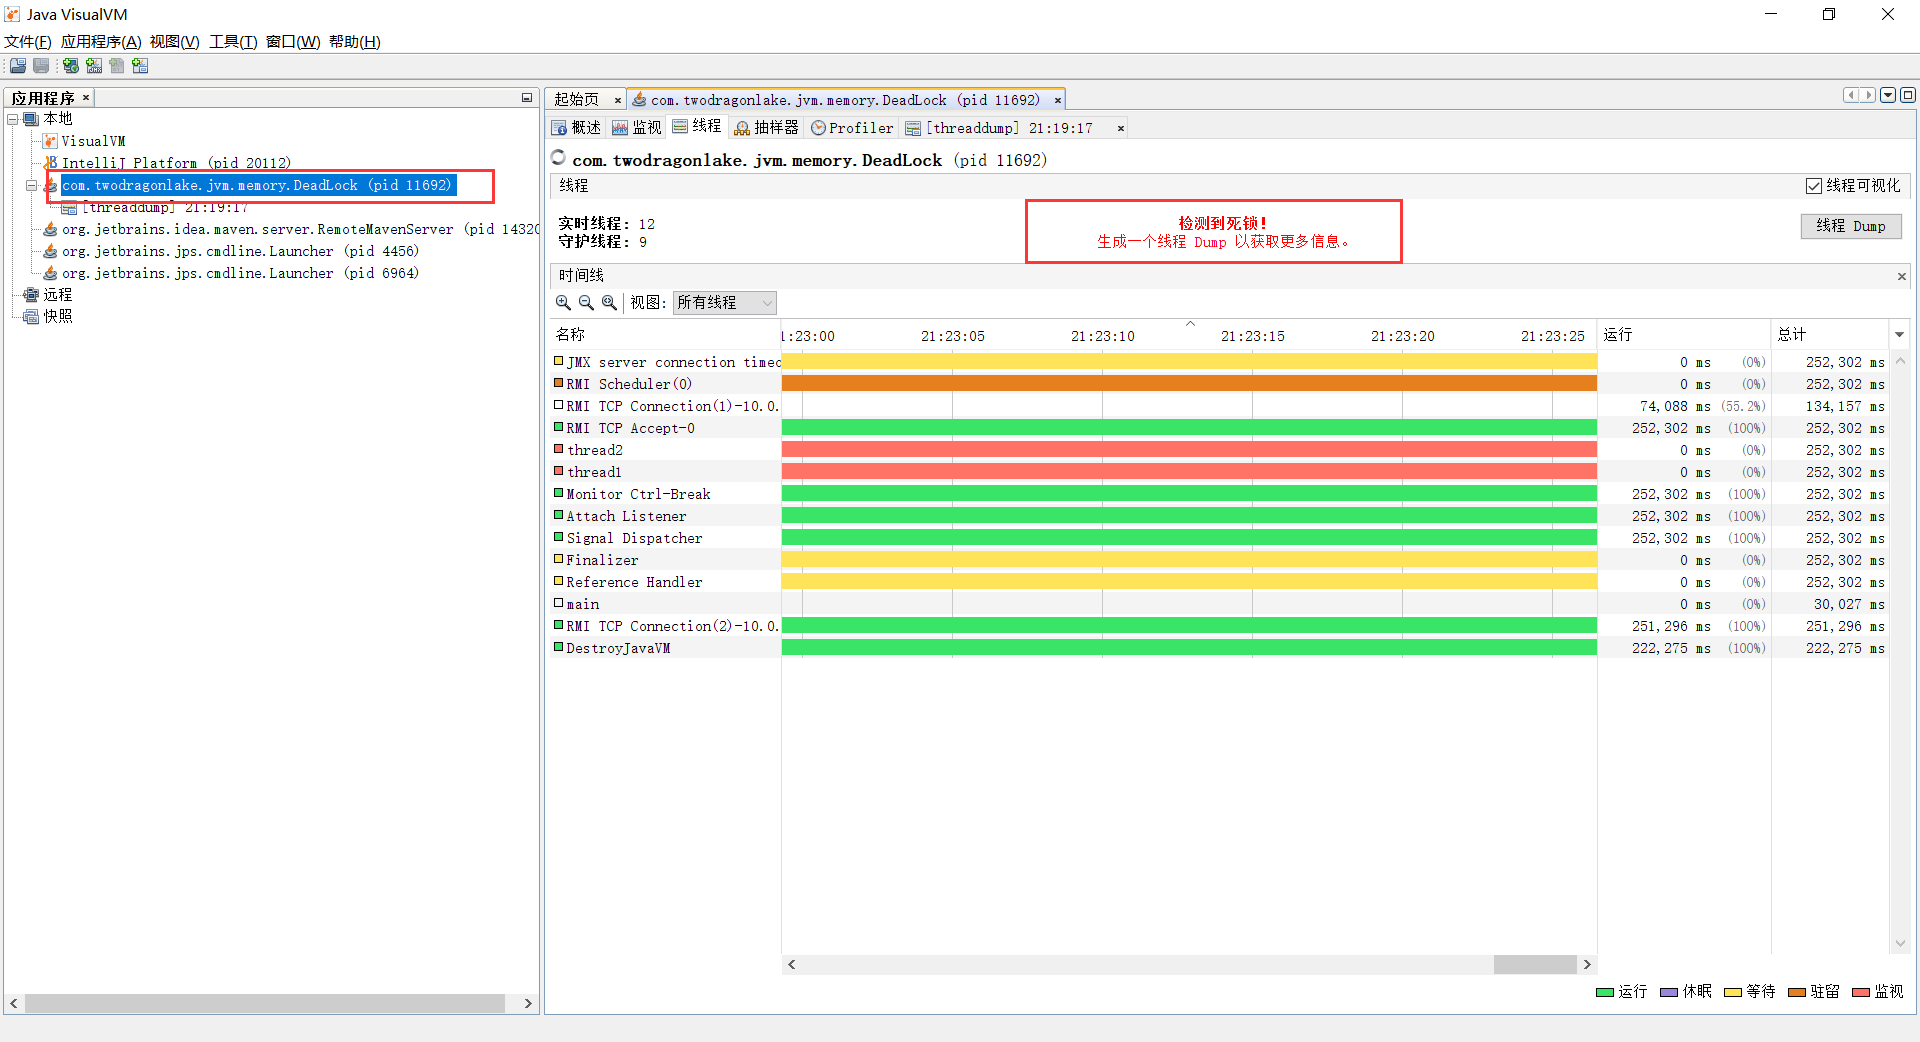 Java VisualVM
文件(F) 应用程序(A) 视图(V) 工具(T) 窗口(W) 帮助(H)
应用程序
本地
VisualVM
IntelliJ Platform (pid 20112)
com.twodragonlake.jvm.memory.DeadLock (pid 11692)
[threaddump] 21:19:17
org.jetbrains.idea.maven.server.RemoteMavenServer (pid 14320
org.jetbrains.jps.cmdline.Launcher (pid 4456)
org.jetbrains.jps.cmdline.Launcher (pid 6964)
远程
快照
起始页 com.twodragonlake.jvm.memory.DeadLock (pid 11692)
概述 监视 线程 抽样器 Profiler [threaddump] 21:19:17
com.twodragonlake.jvm.memory.DeadLock (pid 11692)
线程 线程可视化
实时线程: 12
守护线程: 9
检测到死锁!
生成一个线程 Dump 以获取更多信息。
线程 Dump
时间线
视图: 所有线程
名称 1:23:00 21:23:05 21:23:10 21:23:15 21:23:20 21:23:25 运行 总计
JMX server connection timeo 0 ms (0%) 252,302 ms
RMI Scheduler(0) 0 ms (0%) 252,302 ms
RMI TCP Connection(1)-10.0. 74,088 ms (55.2%) 134,157 ms
RMI TCP Accept-0 252,302 ms (100%) 252,302 ms
thread2 0 ms (0%) 252,302 ms
thread1 0 ms (0%) 252,302 ms
Monitor Ctrl-Break 252,302 ms (100%) 252,302 ms
Attach Listener 252,302 ms (100%) 252,302 ms
Signal Dispatcher 252,302 ms (100%) 252,302 ms
Finalizer 0 ms (0%) 252,302 ms
Reference Handler 0 ms (0%) 252,302 ms
main 0 ms (0%) 30,027 ms
RMI TCP Connection(2)-10.0. 251,296 ms (100%) 251,296 ms
DestroyJavaVM 222,275 ms (100%) 222,275 ms
运行 休眠 等待 驻留 监视